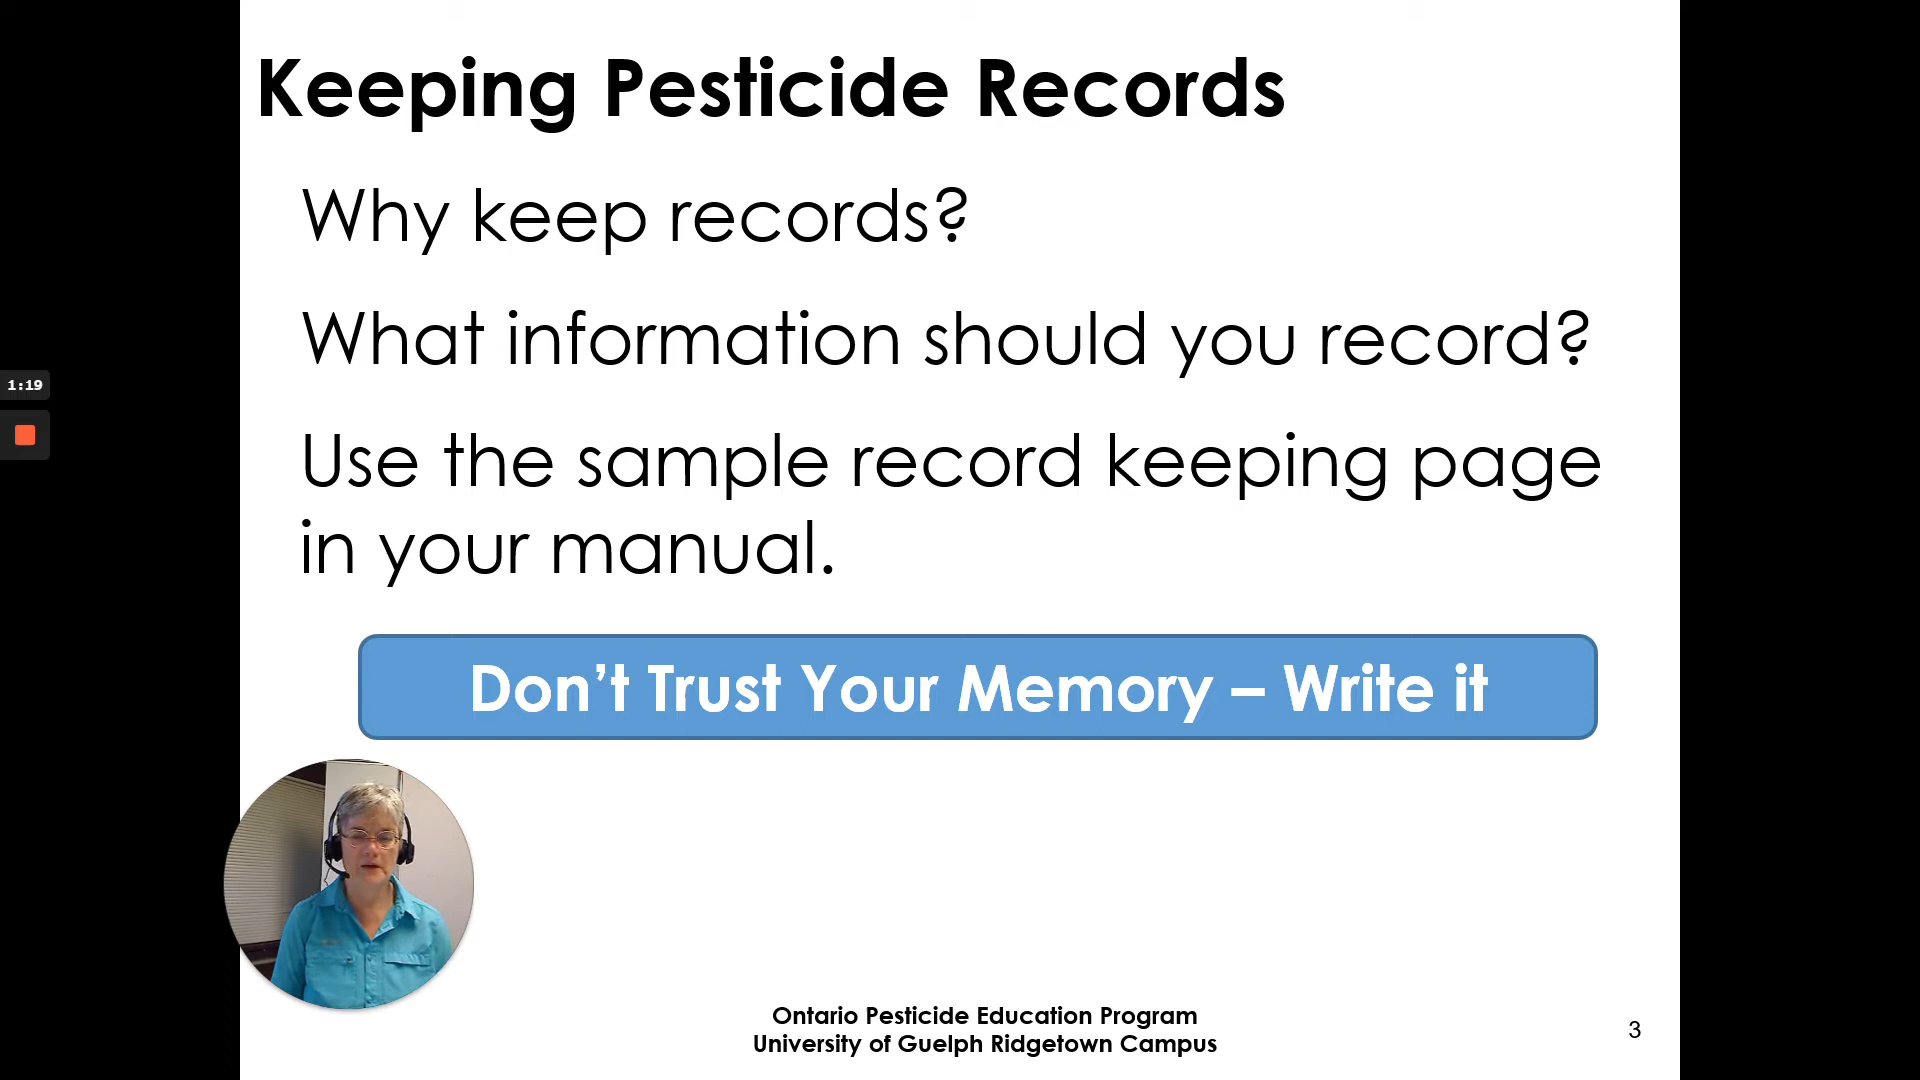 Keeping Pesticide Records
Why keep records?
What information should you record?
Use the sample record keeping page
in your manual.
Don’t Trust Your Memory – Write it
1:19
Ontario Pesticide Education Program
University of Guelph Ridgetown Campus
3